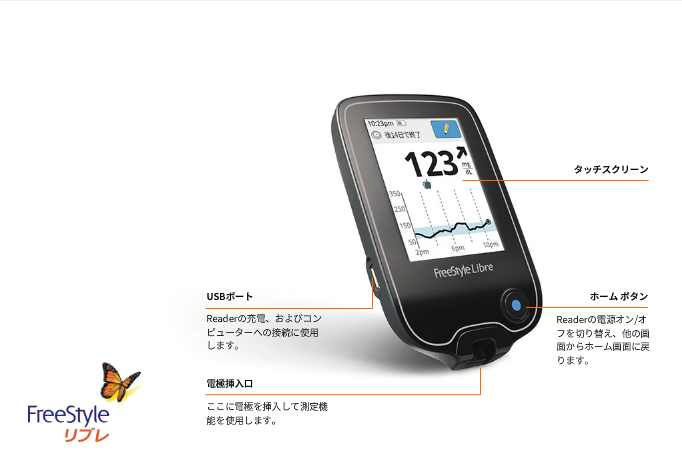 10:23pm
後14日で終了
123
mg
dL
350
250
150
50
2pm
6pm
10pm
FreeStyle Libre
タッチスクリーン
USBポート
Readerの充電、およびコン
ピューターへの接続に使用
します。
ホーム ボタン
Readerの電源オン/オ
フを切り替え、他の画
面からホーム画面に戻
ります。
電極挿入口
ここに電極を挿入して測定機
能を使用します。
FreeStyle
リブレ